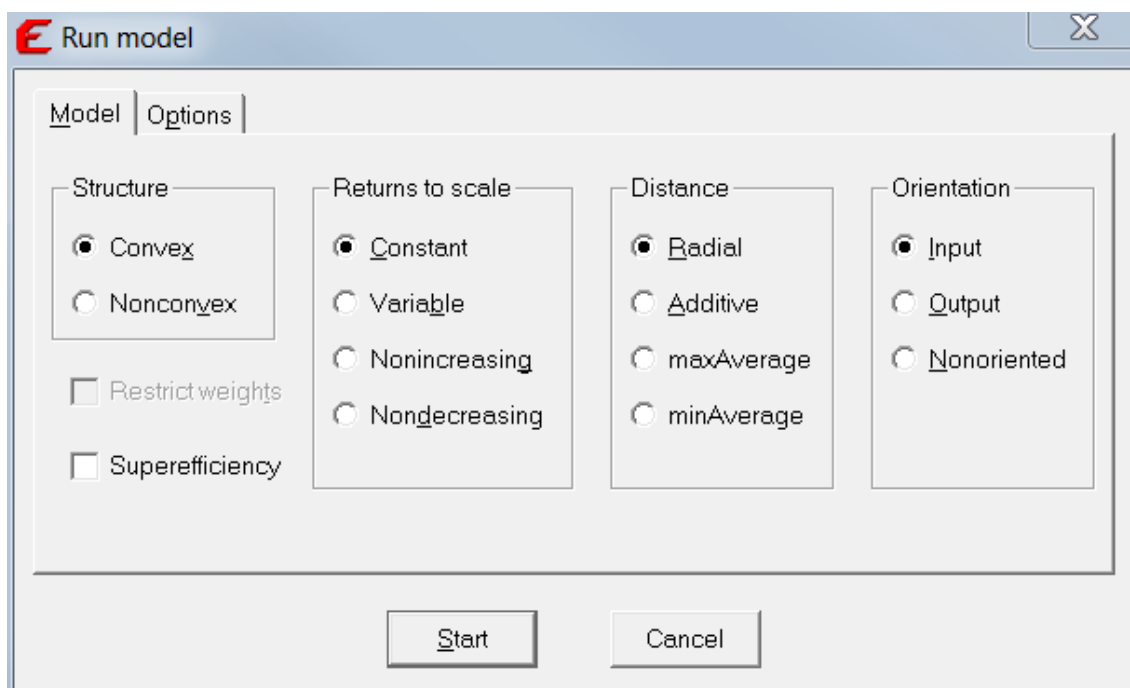 Run model
Model
Options
Structure
Convex
Nonconvex
Restrict weights
Superefficiency
Returns to scale
Constant
Variable
Nonincreasing
Nondecreasing
Distance
Radial
Additive
maxAverage
minAverage
Orientation
Input
Output
Nonoriented
Start
Cancel